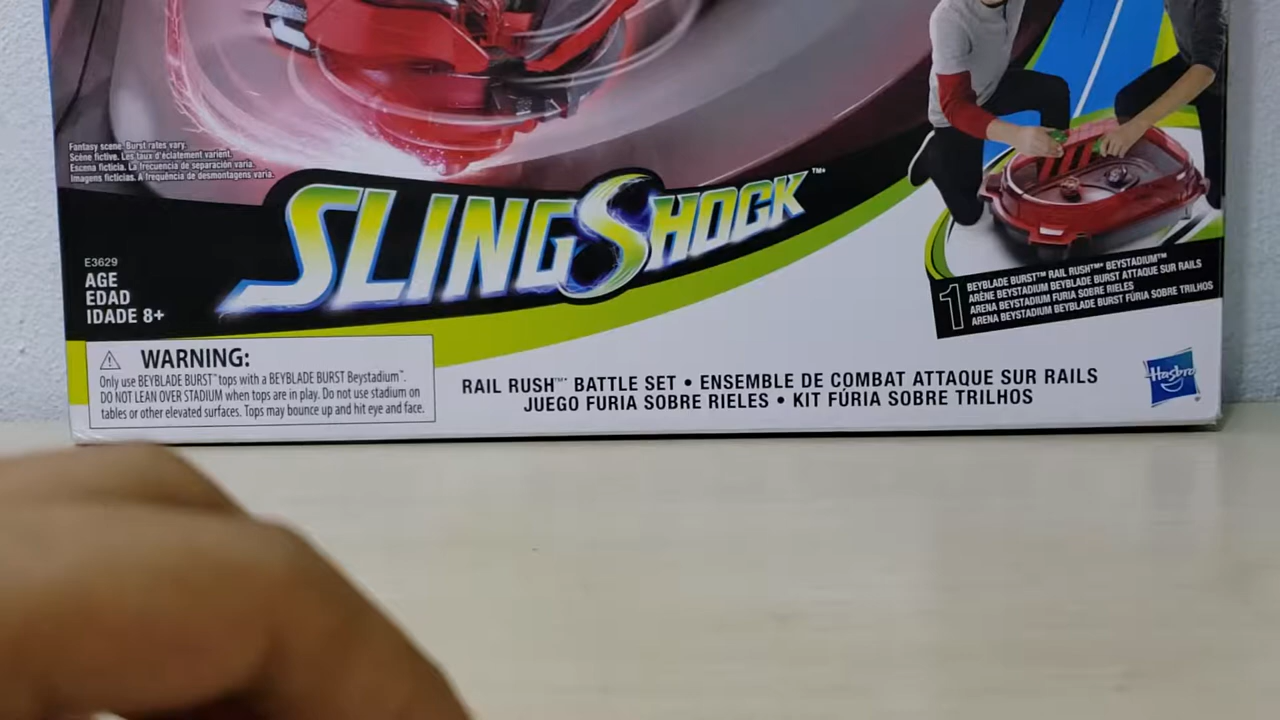 Fantasy scene. Burst rates vary.
Scène fictive. Les taux d'éclatement varient.
Escena ficticia. La frecuencia de separación varía.
Imagens fictícias. A frequência de desmontagens varia.
SLINGSHOCK™
E3629
AGE
EDAD
IDADE 8+
1
BEYBLADE BURST™ RAIL RUSH™ BEYSTADIUM™
ARÈNE BEYSTADIUM BEYBLADE BURST ATTAQUE SUR RAILS
ARENA BEYSTADIUM FURIA SOBRE RIELES
ARENA BEYSTADIUM BEYBLADE BURST FÚRIA SOBRE TRILHOS
⚠ WARNING:
Only use BEYBLADE BURST™ tops with a BEYBLADE BURST Beystadium™.
DO NOT LEAN OVER STADIUM when tops are in play. Do not use stadium on
tables or other elevated surfaces. Tops may bounce up and hit eye and face.
RAIL RUSH™ BATTLE SET • ENSEMBLE DE COMBAT ATTAQUE SUR RAILS
JUEGO FURIA SOBRE RIELES • KIT FÚRIA SOBRE TRILHOS
Hasbro